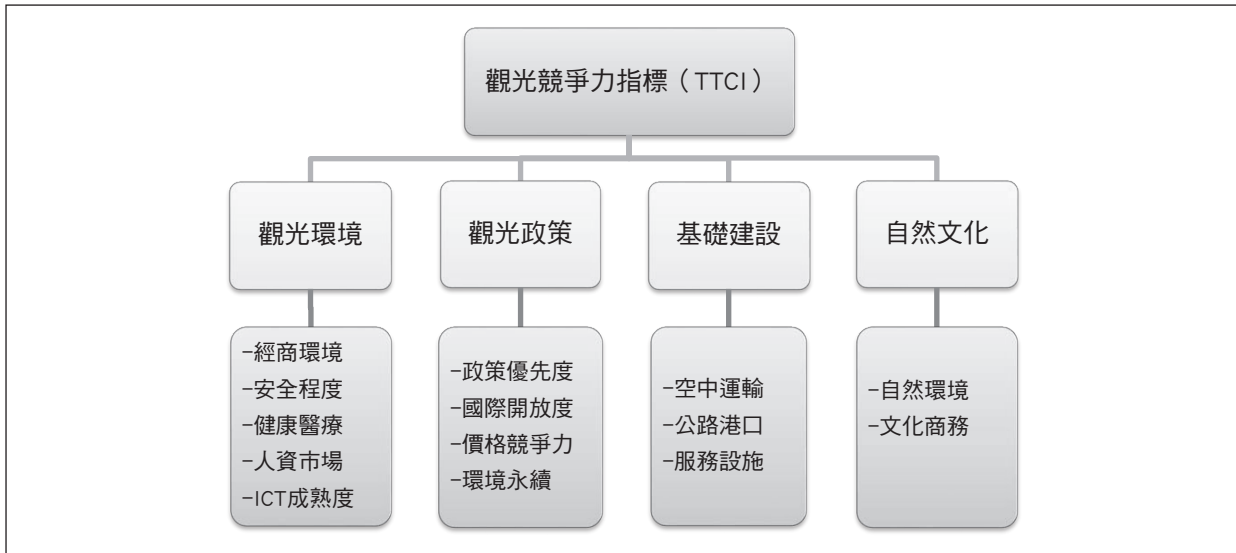 觀光競爭力指標（TTCI）
觀光環境
觀光政策
基礎建設
自然文化
-經商環境
-安全程度
-健康醫療
-人資市場
-ICT成熟度
-政策優先度
-國際開放度
-價格競爭力
-環境永續
-空中運輸
-公路港口
-服務設施
-自然環境
-文化商務